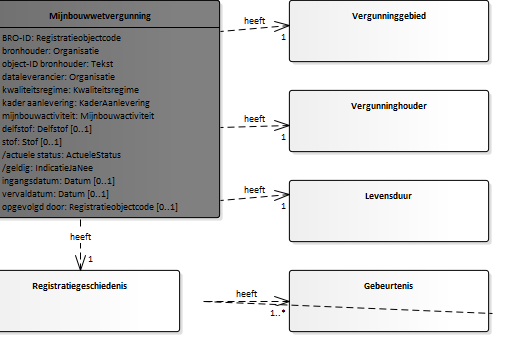 Mijnbouwwetvergunning
BRO-ID: Registratieobjectcode
bronhouder: Organisatie
object-ID bronhouder: Tekst
dataleverancier: Organisatie
kwaliteitsregime: Kwaliteitsregime
kader aanlevering: KaderAanlevering
mijnbouwactiviteit: Mijnbouwactiviteit
delfstof: Delfstof [0..1]
stof: Stof [0..1]
/actuele status: ActueleStatus
/geldig: IndicatieJaNee
ingangsdatum: Datum [0..1]
vervaldatum: Datum [0..1]
opgevolgd door: Registratieobjectcode [0..1]
heeft
1
Vergunninggebied
heeft
1
Vergunninghouder
heeft
1
Levensduur
heeft
1
Registratiegeschiedenis
heeft
1..*
Gebeurtenis